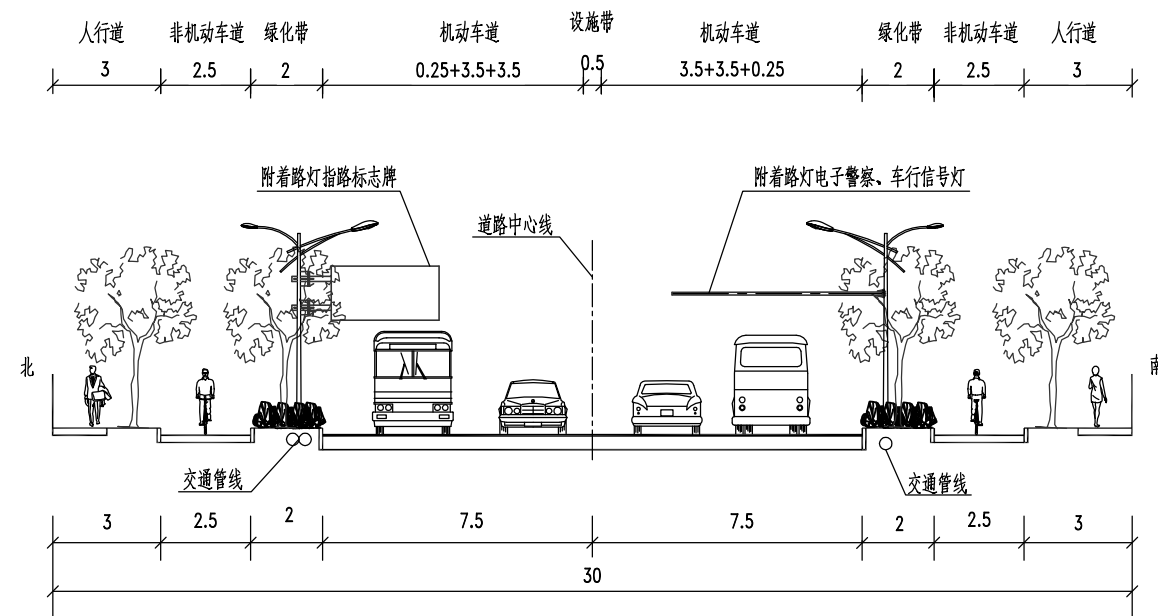 设施带
人行道 非机动车道 绿化带 机动车道 机动车道 绿化带 非机动车道 人行道
3 2.5 2 0.25+3.5+3.5 0.5 3.5+3.5+0.25 2 2.5 3
附着路灯指路标志牌 附着路灯电子警察、车行信号灯
道路中心线
北 南
交通管线 交通管线
3 2.5 2 7.5 7.5 2 2.5 3
30